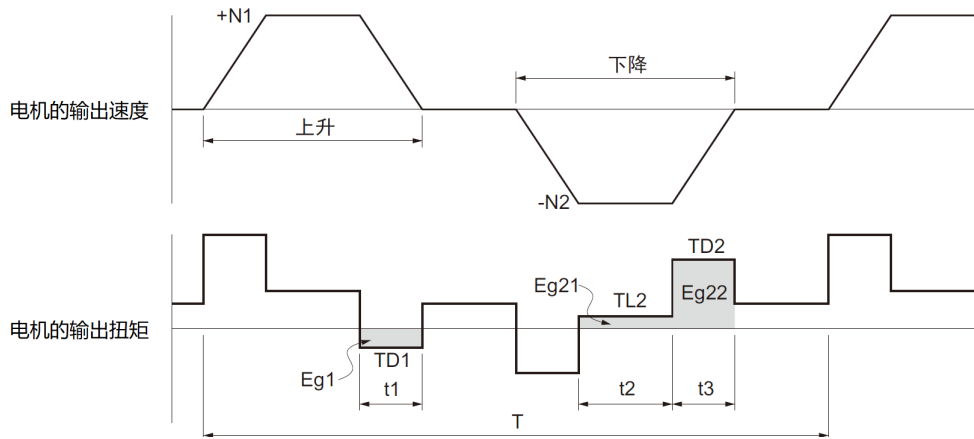 +N1
下降
电机的输出速度
上升
-N2
TD2
Eg21
TL2
Eg22
电机的输出扭矩
TD1
Eg1
t1
t2
t3
T